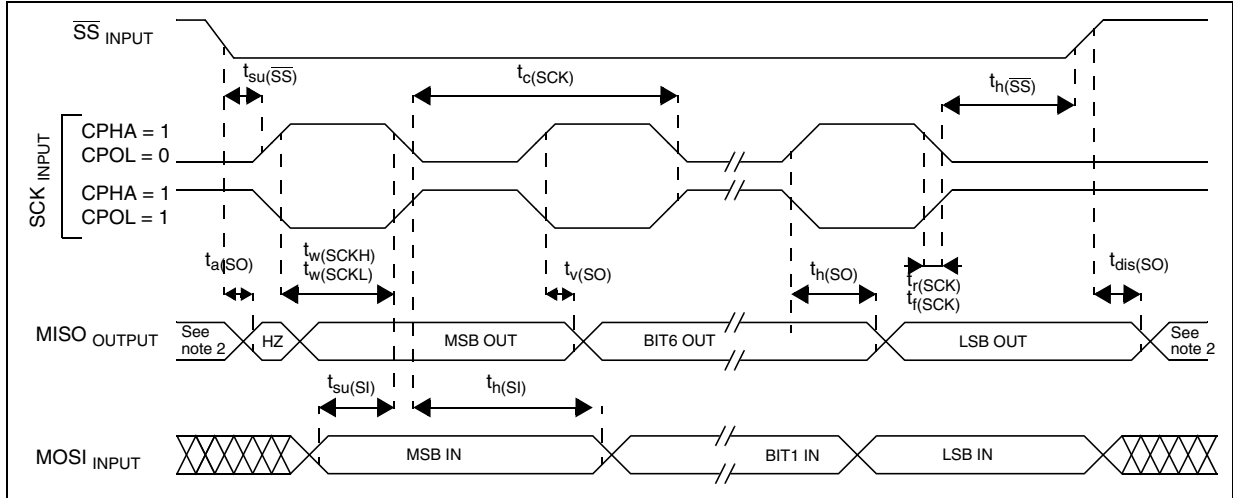 SS INPUT
tsu(SS)
tc(SCK)
th(SS)
SCK INPUT
CPHA = 1
CPOL = 0
CPHA = 1
CPOL = 1
ta(SO)
tw(SCKH)
tw(SCKL)
tv(SO)
th(SO)
tr(SCK)
tf(SCK)
tdis(SO)
MISO OUTPUT
See
note 2
HZ
MSB OUT
BIT6 OUT
LSB OUT
See
note 2
tsu(SI)
th(SI)
MOSI INPUT
MSB IN
BIT1 IN
LSB IN